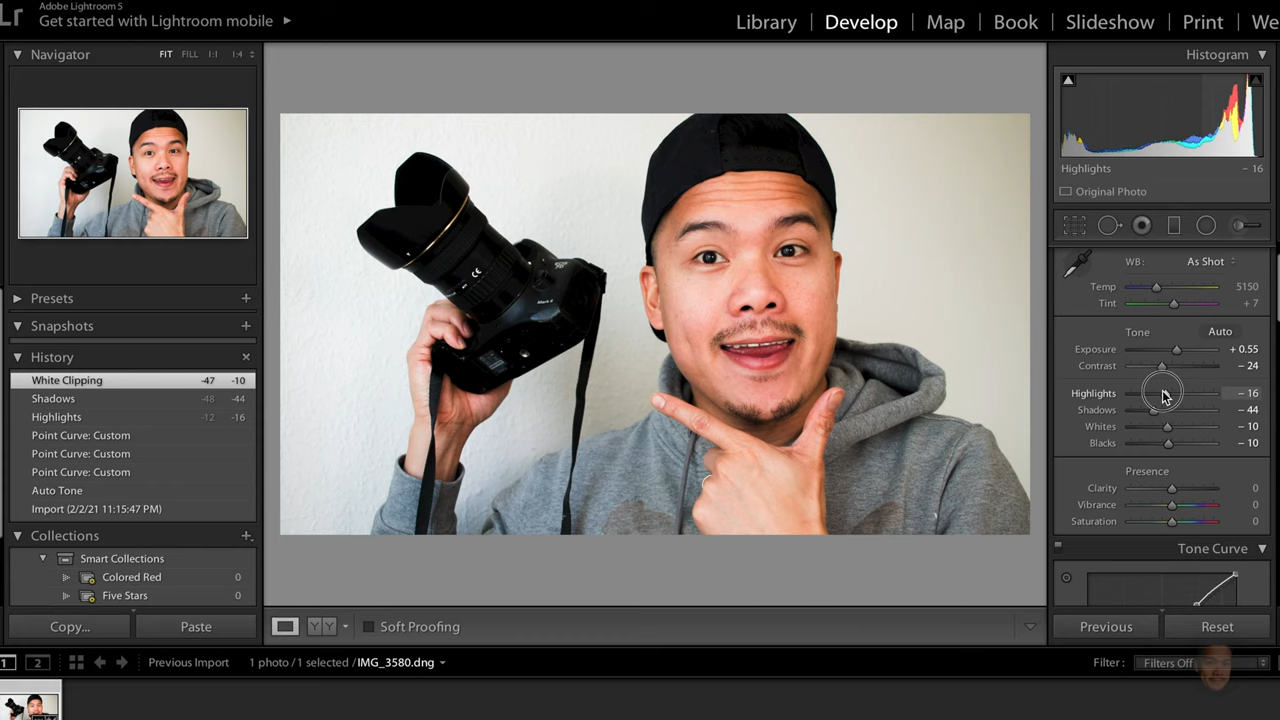 Adobe Lightroom 5
Get started with Lightroom mobile
Library Develop Map Book Slideshow Print We
Navigator FIT FILL 1:1 1:4
Histogram
Highlights – 16
Original Photo
WB: As Shot
Temp 5150
Tint + 7
Tone Auto
Exposure + 0.55
Contrast – 24
Highlights – 16
Shadows – 44
Whites – 10
Blacks – 10
Presence
Clarity 0
Vibrance 0
Saturation 0
Tone Curve
Previous Reset
Presets
Snapshots
History
White Clipping -47 -10
Shadows -48 -44
Highlights -12 -16
Point Curve: Custom
Point Curve: Custom
Point Curve: Custom
Auto Tone
Import (2/2/21 11:15:47 PM)
Collections
Smart Collections
Colored Red 0
Five Stars 0
Copy... Paste
Soft Proofing
1 2 Previous Import 1 photo / 1 selected / IMG_3580.dng Filter : Filters Off
Mark II